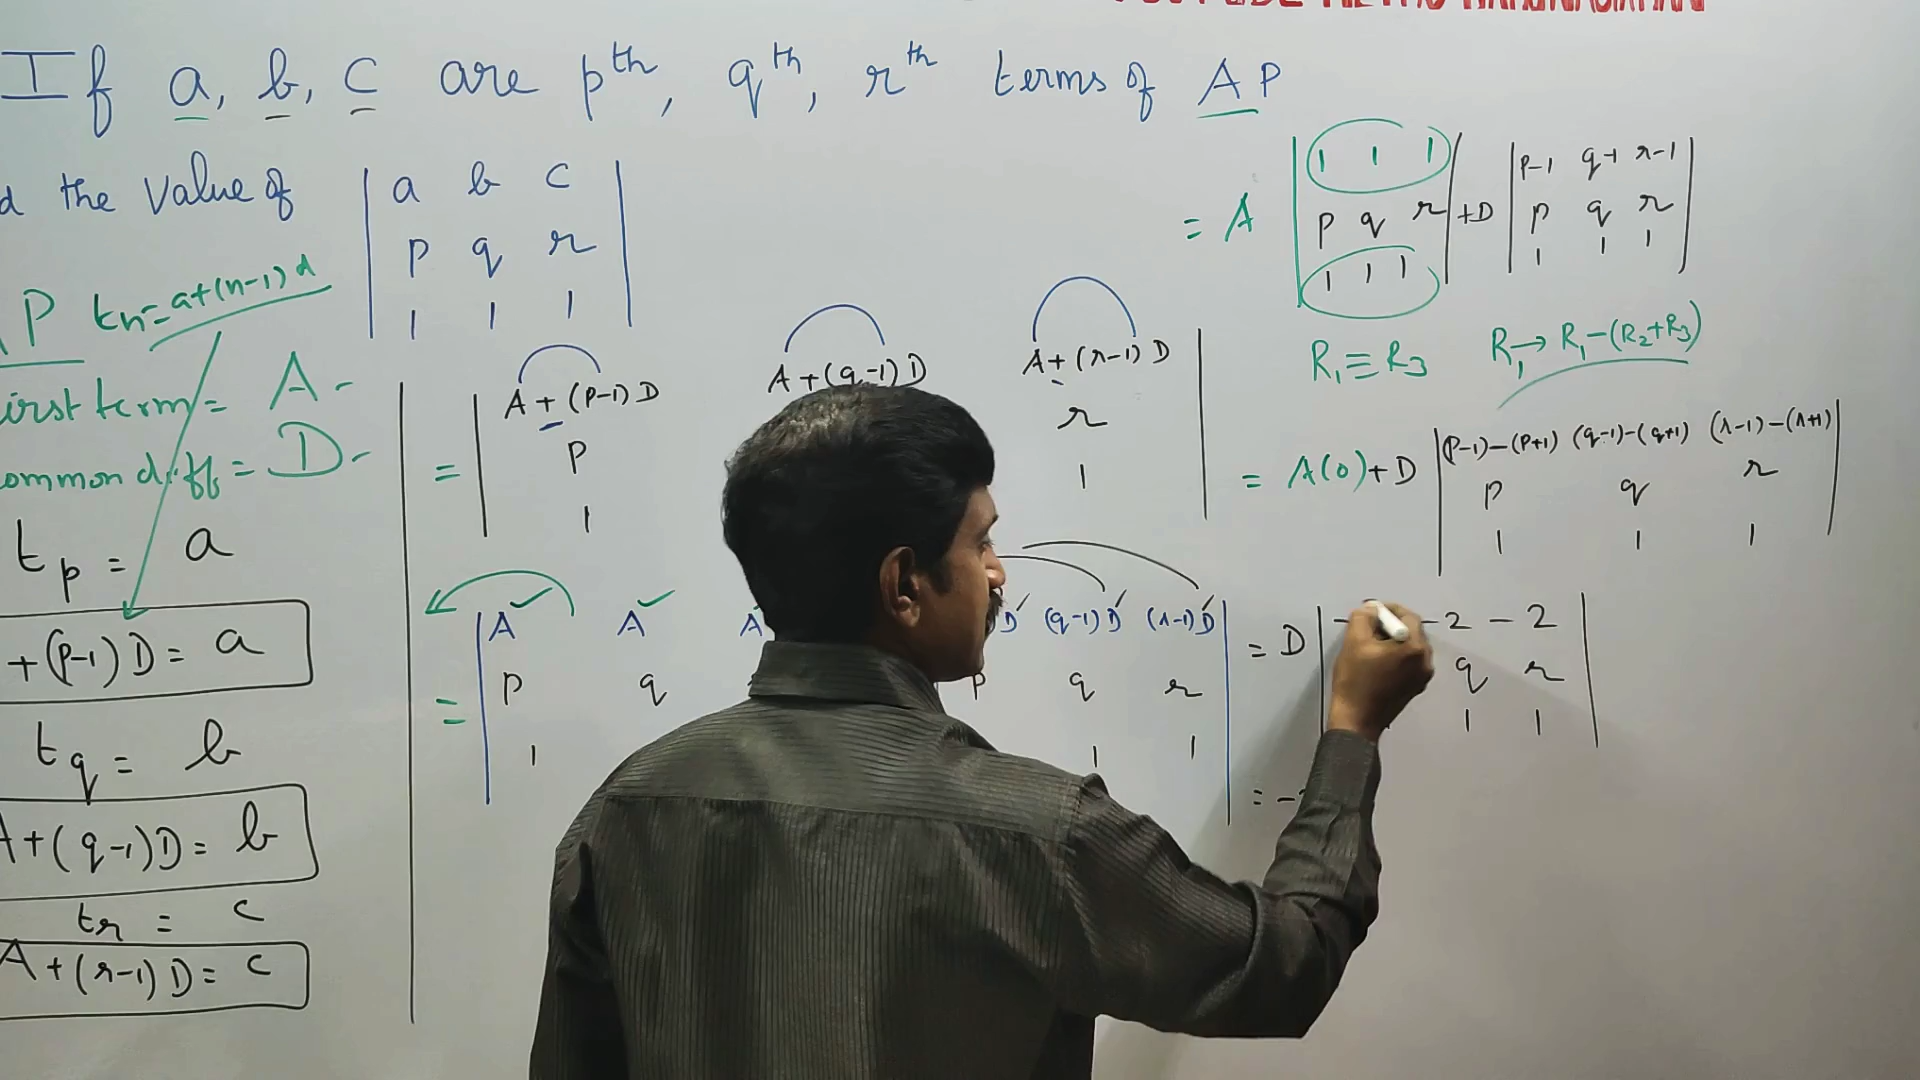 If a, b, c are pth, qth, rth terms of AP
the value of
| a b c |
| p q r |
| 1 1 1 |
P tn = a+(n-1)d
term = A
diff = D
tp = a
+(p-1)D = a
tq = b
A+(q-1)D = b
tr = c
A+(r-1)D = c
= | A+(p-1)D A+(q-1)D A+(r-1)D |
| p r |
| 1 1 |
= | A A A D (q-1)D (r-1)D |
| p q p q r |
| 1 1 1 |
= A | 1 1 1 | +D | p-1 q-1 r-1 |
| p q r | | p q r |
| 1 1 1 | | 1 1 1 |
R1≡R3 R1→R1-(R2+R3)
= A(0)+D | (p-1)-(p+1) (q-1)-(q+1) (r-1)-(r+1) |
| p q r |
| 1 1 1 |
= D | - -2 -2 |
| q r |
| 1 1 |
= -